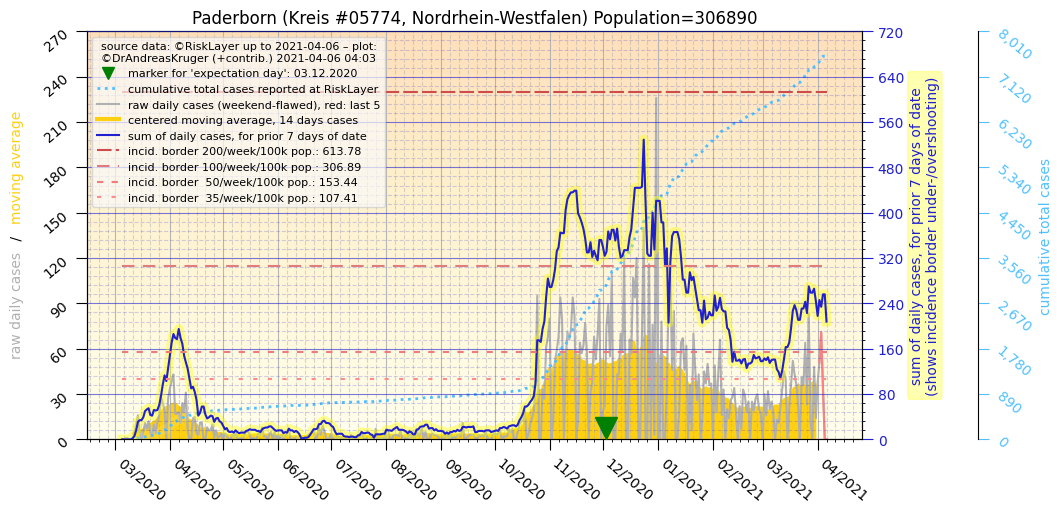 Paderborn (Kreis #05774, Nordrhein-Westfalen) Population=306890
source data: ©RiskLayer up to 2021-04-06 – plot:
©DrAndreasKruger (+contrib.) 2021-04-06 04:03
marker for 'expectation day': 03.12.2020
cumulative total cases reported at RiskLayer
raw daily cases (weekend-flawed), red: last 5
centered moving average, 14 days cases
sum of daily cases, for prior 7 days of date
incid. border 200/week/100k pop.: 613.78
incid. border 100/week/100k pop.: 306.89
incid. border  50/week/100k pop.: 153.44
incid. border  35/week/100k pop.: 107.41
raw daily cases  /  moving average
270
240
210
180
150
120
90
60
30
0
03/2020
04/2020
05/2020
06/2020
07/2020
08/2020
09/2020
10/2020
11/2020
12/2020
01/2021
02/2021
03/2021
04/2021
720
640
560
480
400
320
240
160
80
0
sum of daily cases, for prior 7 days of date
(shows incidence border under-/overshooting)
8,010
7,120
6,230
5,340
4,450
3,560
2,670
1,780
890
0
cumulative total cases